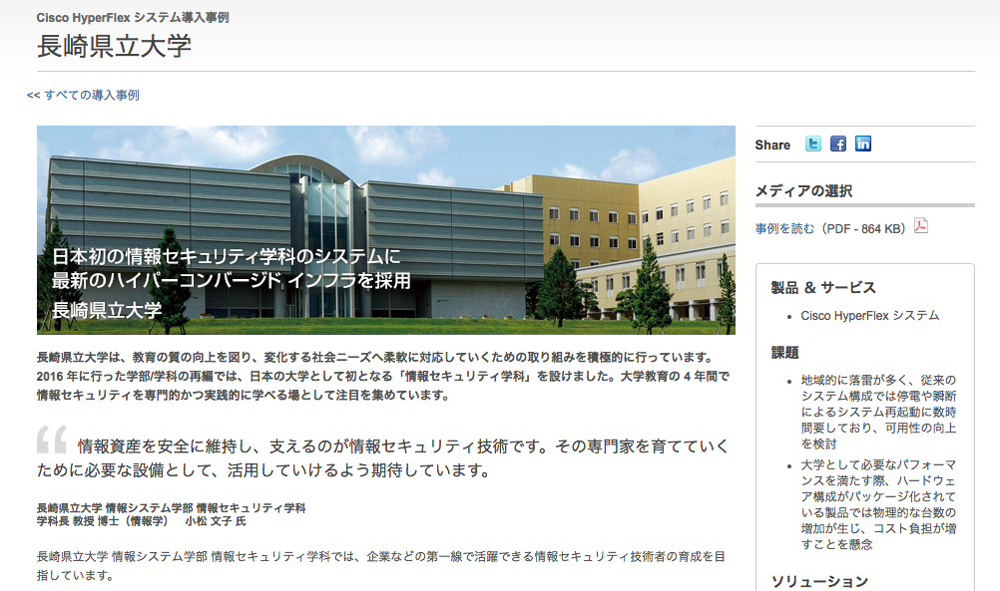 Cisco HyperFlex システム導入事例
長崎県立大学
<< すべての導入事例
日本初の情報セキュリティ学科のシステムに
最新のハイパーコンバージド インフラを採用
長崎県立大学
長崎県立大学は、教育の質の向上を図り、変化する社会ニーズへ柔軟に対応していくための取り組みを積極的に行っています。
2016 年に行った学部/学科の再編では、日本の大学として初となる「情報セキュリティ学科」を設けました。大学教育の 4 年間で
情報セキュリティを専門的かつ実践的に学べる場として注目を集めています。
“ 情報資産を安全に維持し、支えるのが情報セキュリティ技術です。その専門家を育てていく
ために必要な設備として、活用していけるよう期待しています。
長崎県立大学 情報システム学部 情報セキュリティ学科
学科長 教授 博士（情報学） 小松 文子 氏
長崎県立大学 情報システム学部 情報セキュリティ学科では、企業などの第一線で活躍できる情報セキュリティ技術者の育成を目
指しています。
Share
メディアの選択
事例を読む（PDF - 864 KB）
製品 & サービス
• Cisco HyperFlex システム
課題
• 地域的に落雷が多く、従来の
システム構成では停電や瞬断
によるシステム再起動に数時
間要しており、可用性の向上
を検討
• 大学として必要なパフォーマ
ンスを満たす際、ハードウェ
ア構成がパッケージ化されて
いる製品では物理的な台数の
増加が生じ、コスト負担が増
すことを懸念
ソリューション